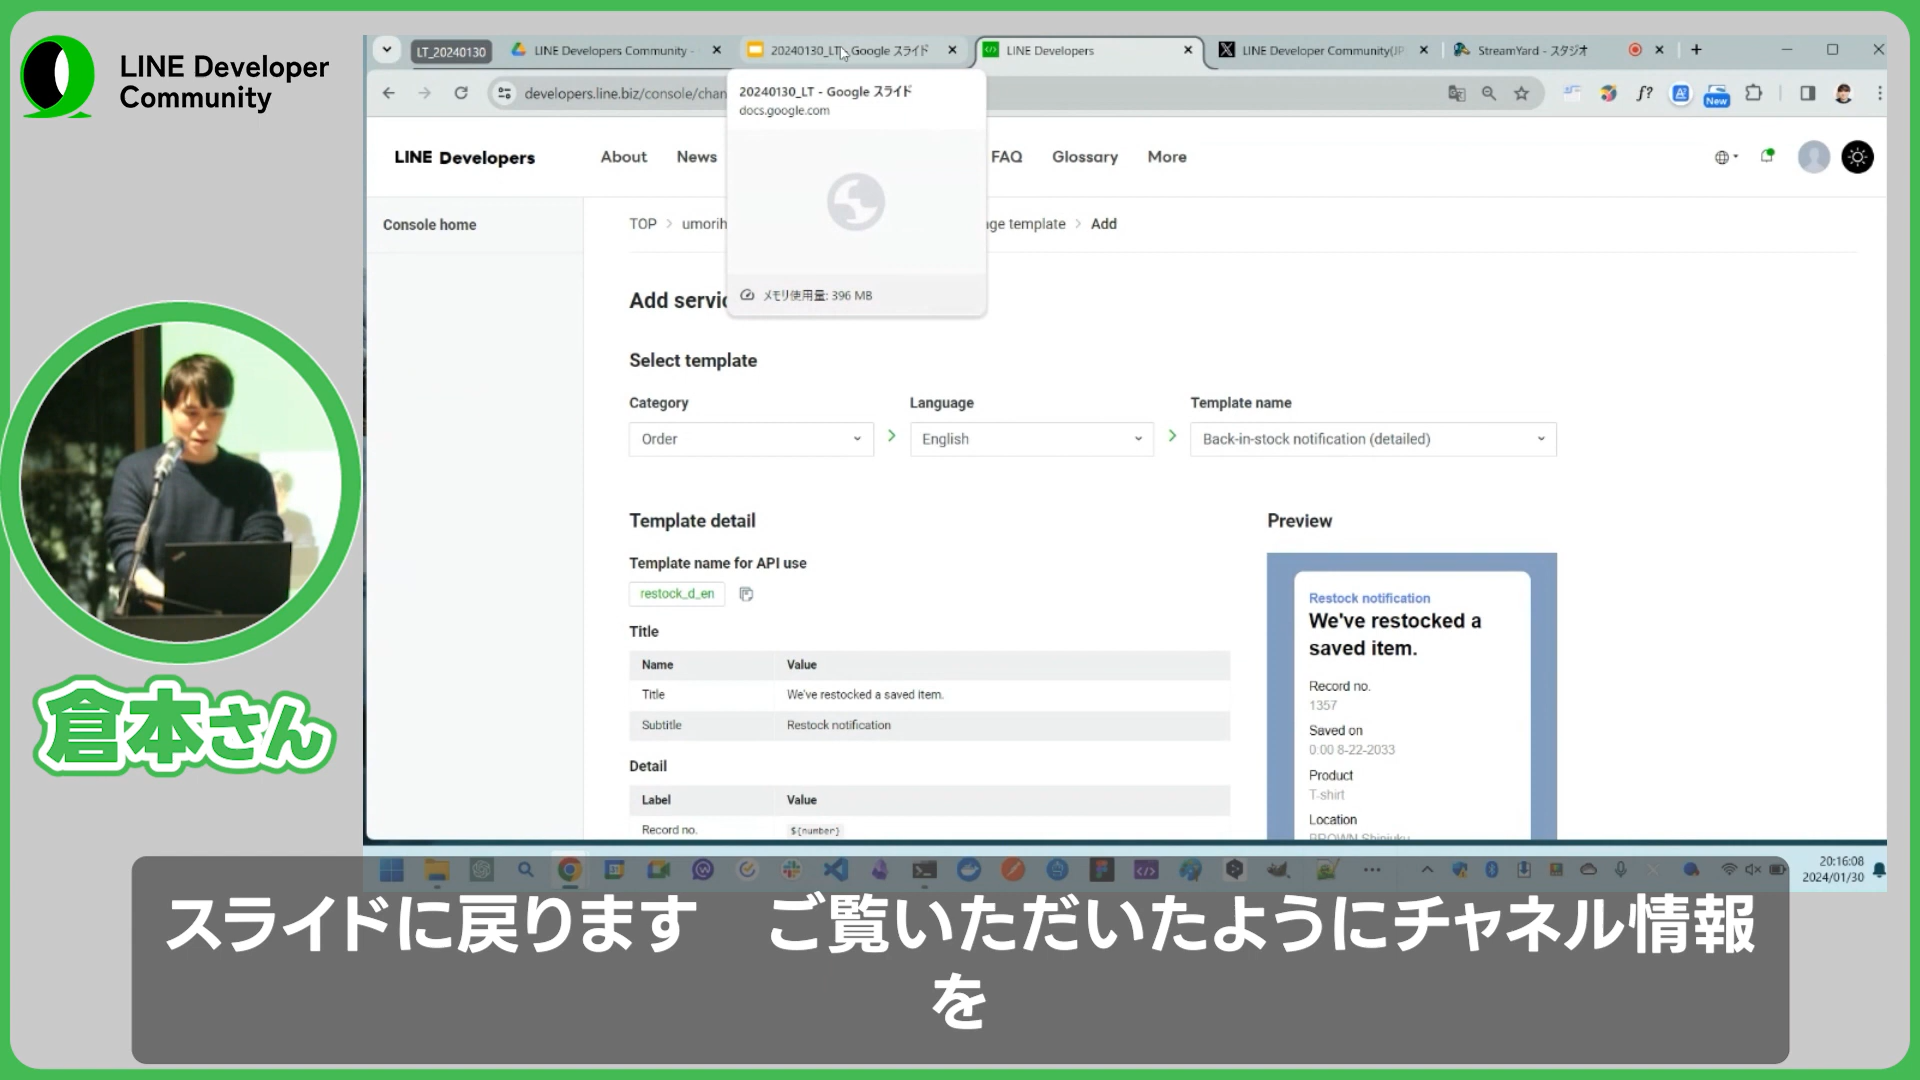 LINE Developer
Community
LT_20240130
LINE Developers Community -
20240130_LT - Google スライド
LINE Developers
LINE Developer Community(JP
StreamYard - スタジオ
developers.line.biz/console/chan
New
20240130_LT - Google スライド
docs.google.com
メモリ使用量: 396 MB
LINE Developers
About
News
FAQ
Glossary
More
Console home
TOP > umorih
ge template > Add
Add servic
Select template
Category
Language
Template name
Order
English
Back-in-stock notification (detailed)
Template detail
Preview
Template name for API use
restock_d_en
Title
Name
Value
Title
We've restocked a saved item.
Subtitle
Restock notification
Detail
Label
Value
Record no.
${number}
Restock notification
We've restocked a
saved item.
Record no.
1357
Saved on
0:00 8-22-2033
Product
T-shirt
Location
BROWN Shinjuku
20:16:08
2024/01/30
倉本さん
スライドに戻ります　ご覧いただいたようにチャネル情報
を